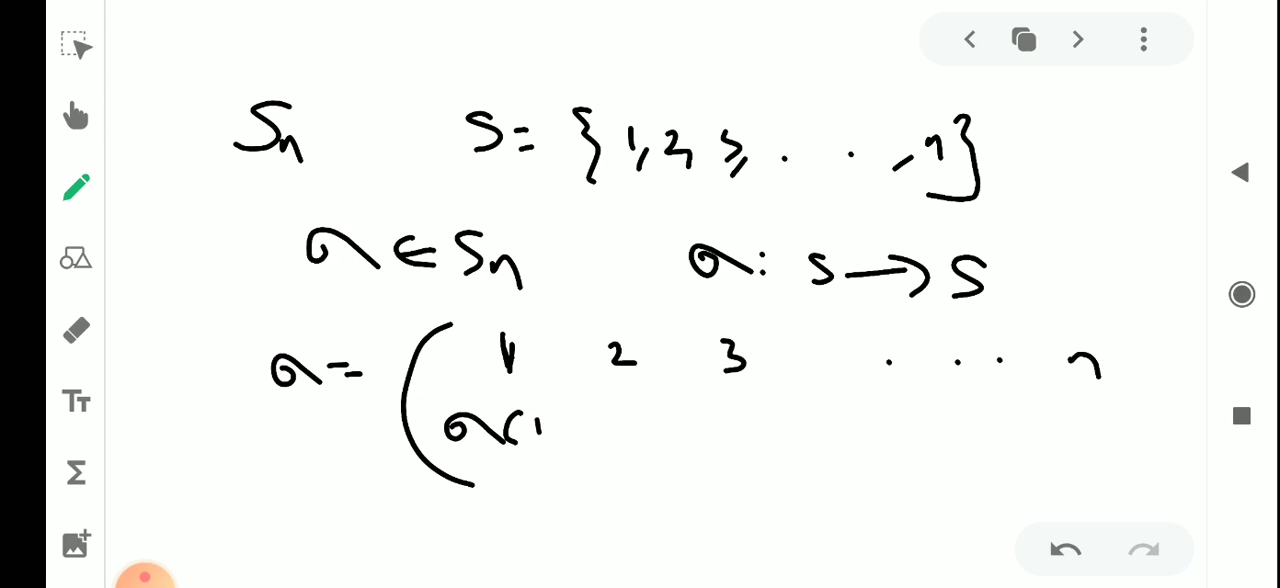 Sn S = {1, 2, 3, . . , n}
σ ∈ Sn σ: S → S
σ = ( 1 2 3 . . . n
σ(1